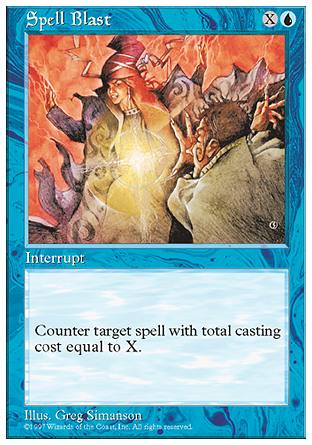 Spell Blast X
Interrupt
Counter target spell with total casting
cost equal to X.
Illus. Greg Simanson
©1997 Wizards of the Coast, Inc. All rights reserved.